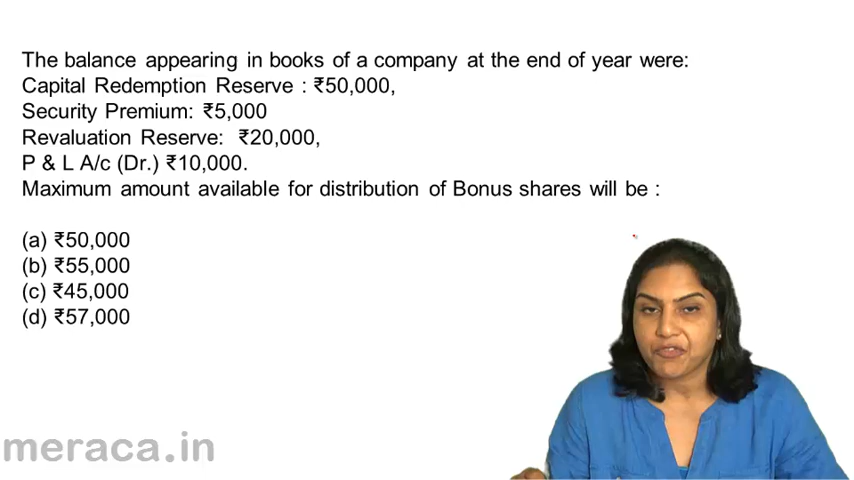 The balance appearing in books of a company at the end of year were:
Capital Redemption Reserve : ₹50,000,
Security Premium: ₹5,000
Revaluation Reserve: ₹20,000,
P & L A/c (Dr.) ₹10,000.
Maximum amount available for distribution of Bonus shares will be :
(a) ₹50,000
(b) ₹55,000
(c) ₹45,000
(d) ₹57,000
meraca.in